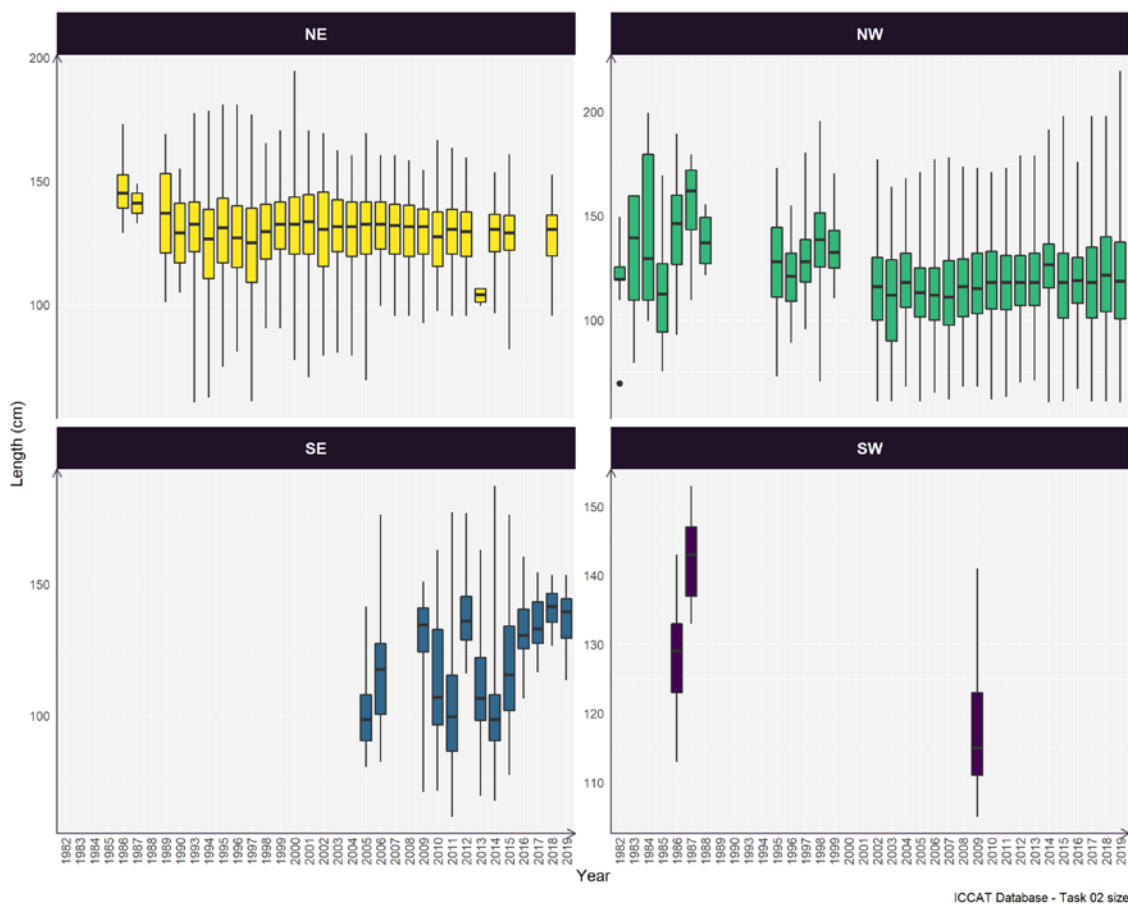 NE
NW
200
150
100
200
150
100
Length (cm)
SE
SW
150
100
150
140
130
120
110
1982 1983 1984 1985 1986 1987 1988 1989 1990 1991 1992 1993 1994 1995 1996 1997 1998 1999 2000 2001 2002 2003 2004 2005 2006 2007 2008 2009 2010 2011 2012 2013 2014 2015 2016 2017 2018 2019
1982 1983 1984 1985 1986 1987 1988 1989 1990 1993 1994 1995 1996 1997 1998 1999 2000 2001 2002 2003 2004 2005 2006 2007 2008 2009 2010 2011 2012 2013 2014 2015 2016 2017 2018 2019
Year
ICCAT Database - Task 02 size